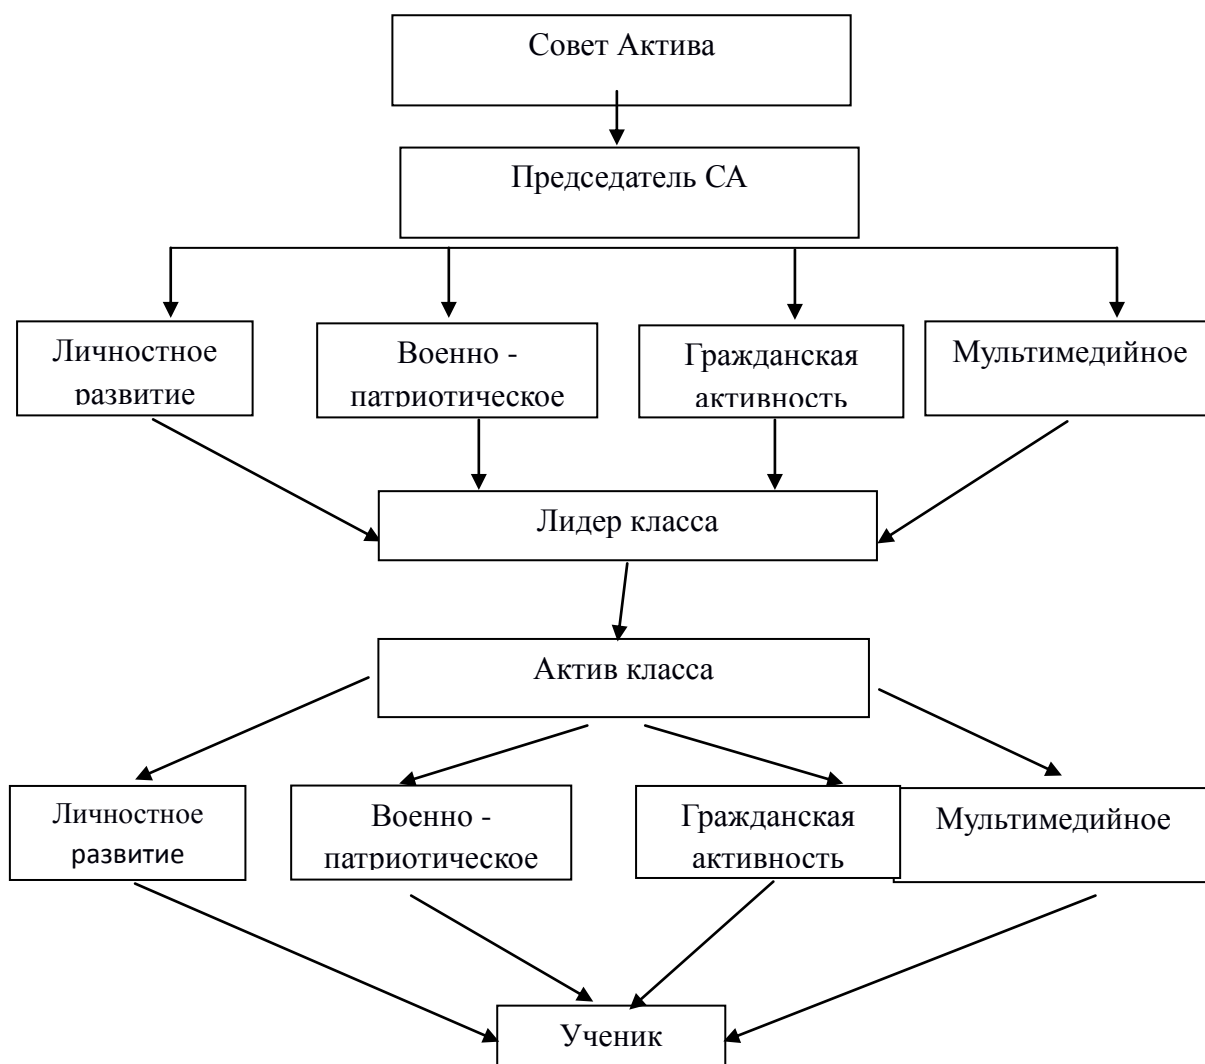 Совет Актива
Председатель СА
Личностное
развитие
Военно -
патриотическое
Гражданская
активность
Мультимедийное
Лидер класса
Актив класса
Личностное
развитие
Военно -
патриотическое
Гражданская
активность
Мультимедийное
Ученик